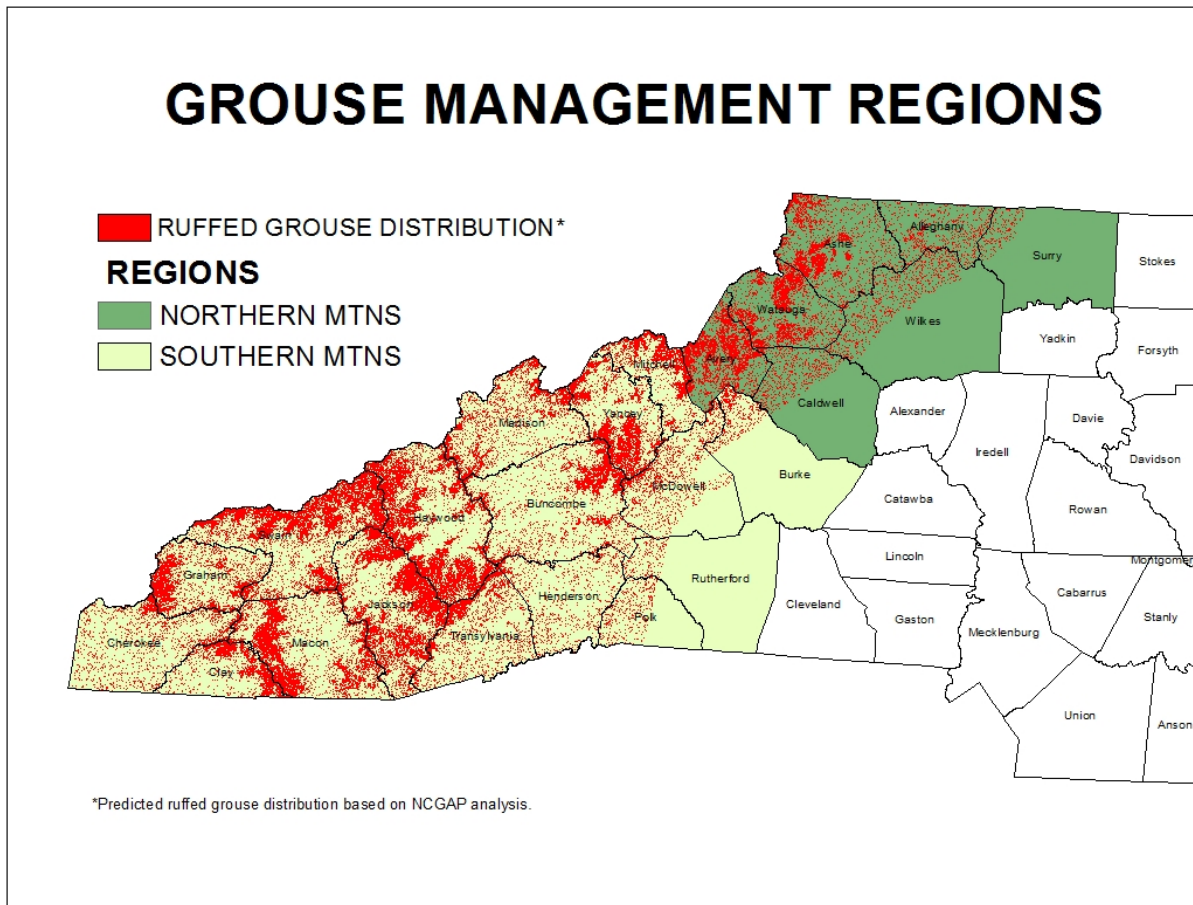 GROUSE MANAGEMENT REGIONS
RUFFED GROUSE DISTRIBUTION*
REGIONS
NORTHERN MTNS
SOUTHERN MTNS
Alleghany
Ashe
Surry
Stokes
Watauga
Wilkes
Yadkin
Forsyth
Avery
Mitchell
Caldwell
Alexander
Davie
Yancey
Madison
Iredell
Davidson
Burke
McDowell
Catawba
Buncombe
Rowan
Haywood
Swain
Lincoln
Montgomer
Graham
Rutherford
Cabarrus
Henderson
Jackson
Cleveland
Gaston
Stanly
Polk
Mecklenburg
Transylvania
Cherokee
Macon
Clay
Union
Anson
*Predicted ruffed grouse distribution based on NCGAP analysis.